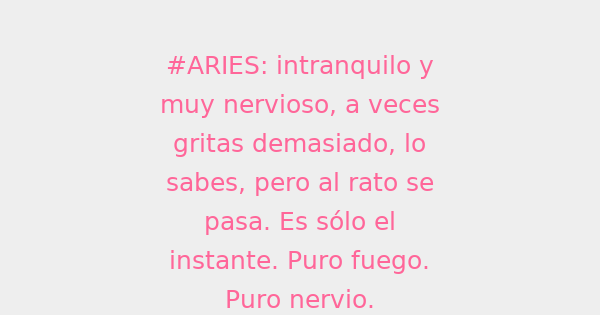 #ARIES: intranquilo y
muy nervioso, a veces
gritas demasiado, lo
sabes, pero al rato se
pasa. Es sólo el
instante. Puro fuego.
Puro nervio.